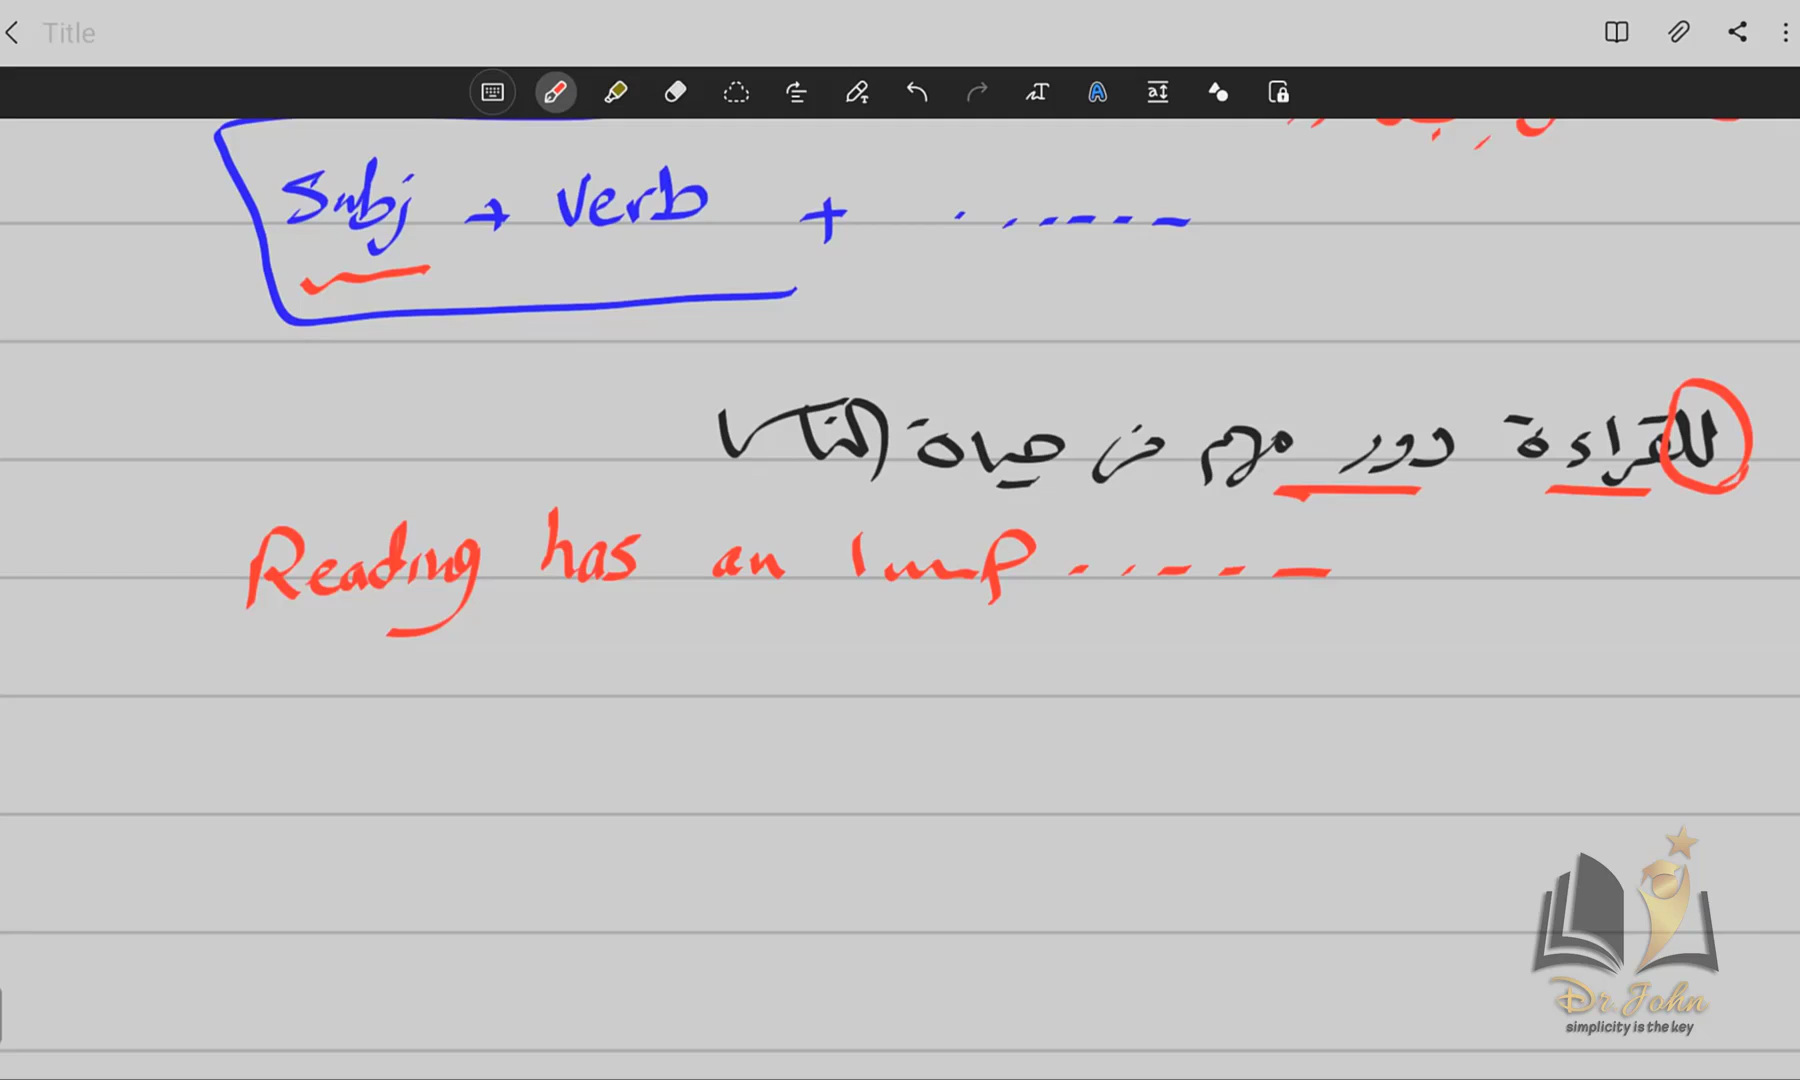 Title
Subj + Verb + ......
للقراءة دور مهم في حياة الناس
Reading has an Imp .....
Dr. John
simplicity is the key